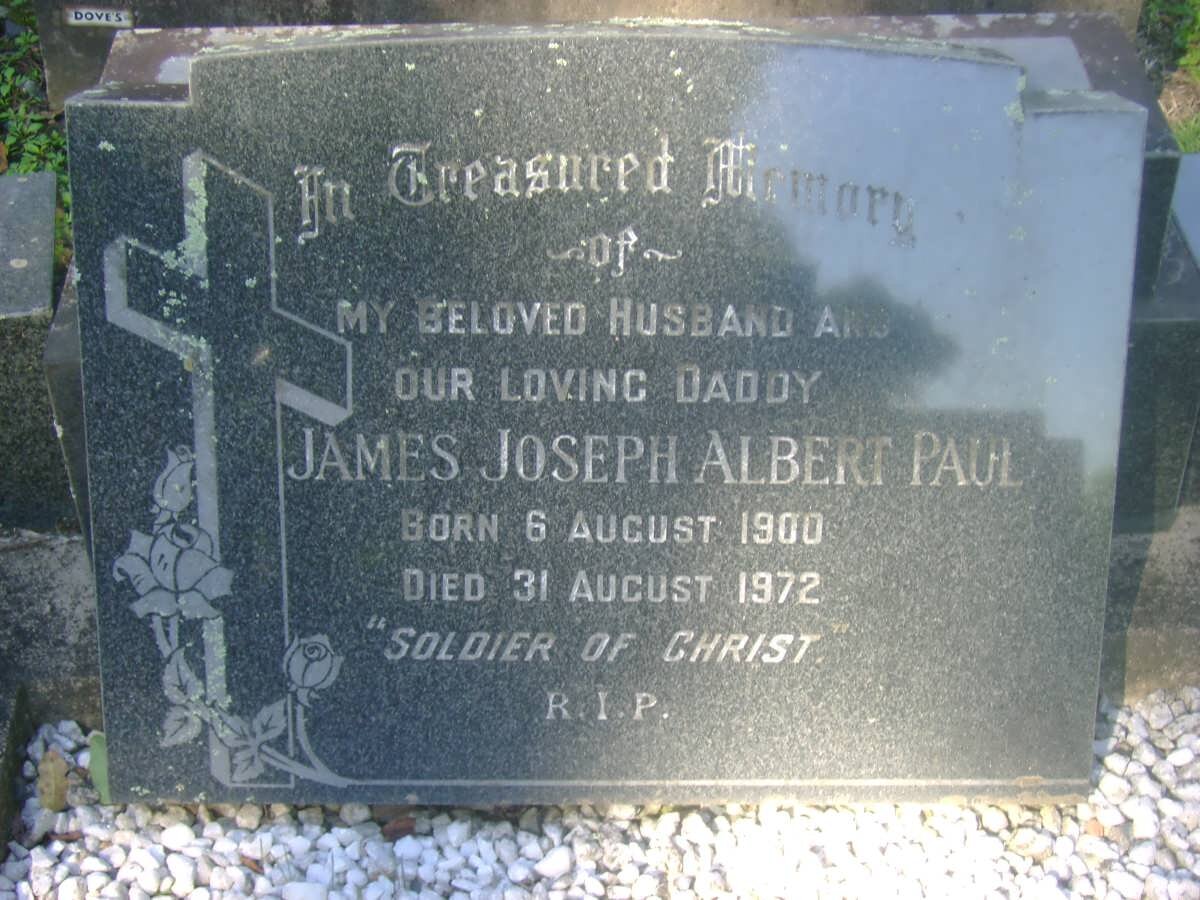 DOVE'S
In Treasured Memory
~of~
MY BELOVED HUSBAND AND
OUR LOVING DADDY
JAMES JOSEPH ALBERT PAUL
BORN 6 AUGUST 1900
DIED 31 AUGUST 1972
"SOLDIER OF CHRIST."
R.I.P.